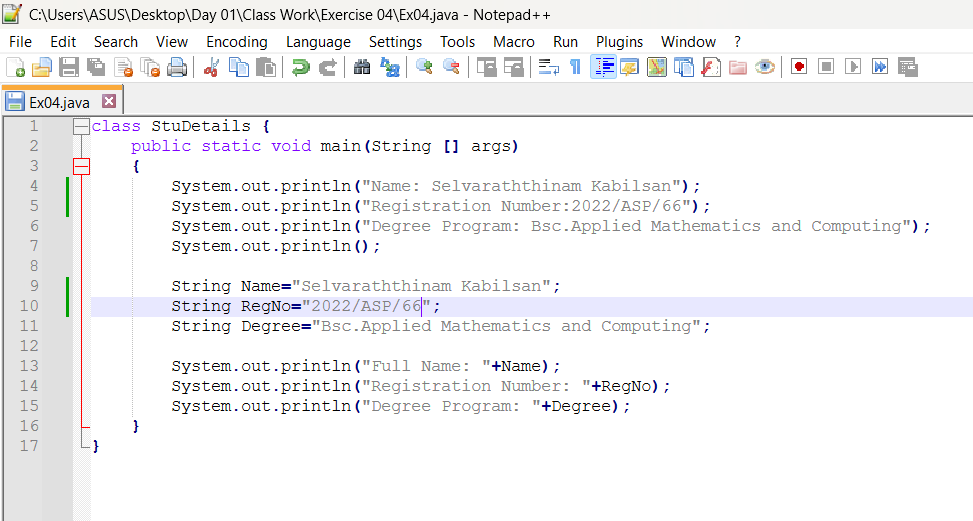 C:\Users\ASUS\Desktop\Day 01\Class Work\Exercise 04\Ex04.java - Notepad++
File Edit Search View Encoding Language Settings Tools Macro Run Plugins Window ?
Ex04.java
1 class StuDetails {
2 public static void main(String [] args)
3 {
4 System.out.println("Name: Selvaraththinam Kabilsan");
5 System.out.println("Registration Number:2022/ASP/66");
6 System.out.println("Degree Program: Bsc.Applied Mathematics and Computing");
7 System.out.println();
8
9 String Name="Selvaraththinam Kabilsan";
10 String RegNo="2022/ASP/66";
11 String Degree="Bsc.Applied Mathematics and Computing";
12
13 System.out.println("Full Name: "+Name);
14 System.out.println("Registration Number: "+RegNo);
15 System.out.println("Degree Program: "+Degree);
16 }
17 }